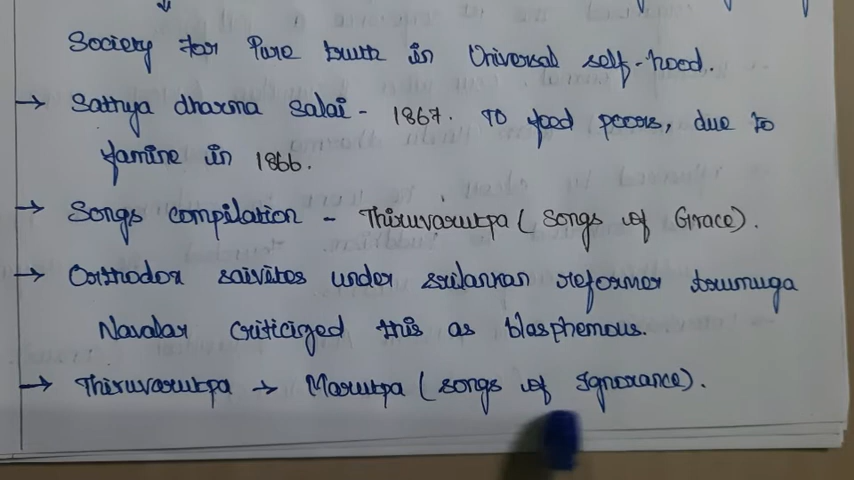 Society for Pure truth in Universal self-hood.
→ Sathya dharma salai - 1867. To food poors, due to
famine in 1866.
→ Songs compilation - Thiruvarutpa (Songs of Grace).
→ Orthodox saivites under srilankan reformer Arumuga
Navalar criticized this as blasphemous.
→ Thiruvarutpa → Marutpa (songs of Ignorance).